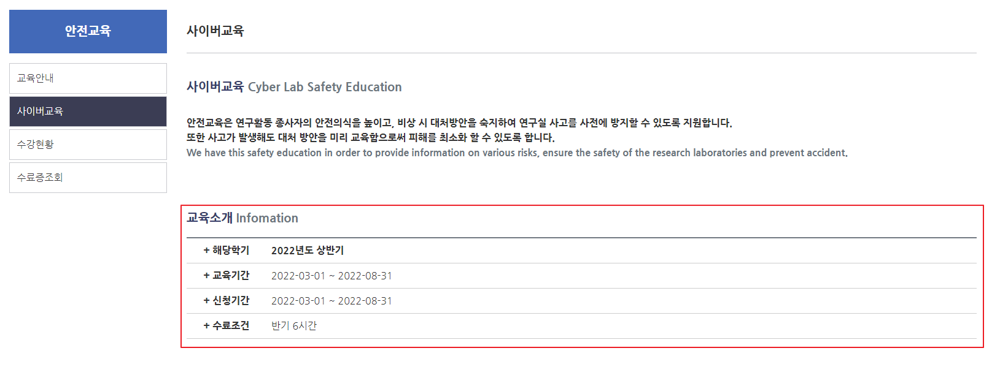 안전교육
교육안내
사이버교육
수강현황
수료증조회
사이버교육
사이버교육 Cyber Lab Safety Education
안전교육은 연구활동 종사자의 안전의식을 높이고, 비상 시 대처방안을 숙지하여 연구실 사고를 사전에 방지할 수 있도록 지원합니다.
또한 사고가 발생해도 대처 방안을 미리 교육함으로써 피해를 최소화 할 수 있도록 합니다.
We have this safety education in order to provide information on various risks, ensure the safety of the research laboratories and prevent accident.
교육소개 Infomation
+ 해당학기 2022년도 상반기
+ 교육기간 2022-03-01 ~ 2022-08-31
+ 신청기간 2022-03-01 ~ 2022-08-31
+ 수료조건 반기 6시간